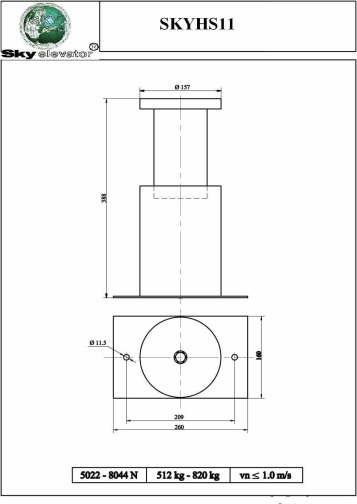 SKYHS11
Sky elevator®
Ø 157
388
Ø 11.5
160
209
260
5022 - 8044 N 512 kg - 820 kg vn ≤ 1.0 m/s